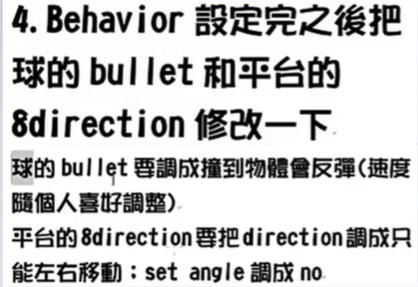 4. Behavior 設定完之後把
球的 bullet 和平台的
8direction 修改一下
球的 bullet 要調成撞到物體會反彈(速度
隨個人喜好調整)
平台的8direction要把direction調成只
能左右移動：set angle 調成 no